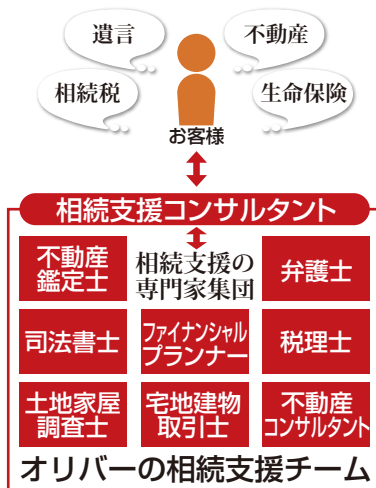 遺言
不動産
相続税
生命保険
お客様
相続支援コンサルタント
不動産
鑑定士
相続支援の
専門家集団
弁護士
司法書士
ファイナンシャル
プランナー
税理士
土地家屋
調査士
宅地建物
取引士
不動産
コンサルタント
オリバーの相続支援チーム